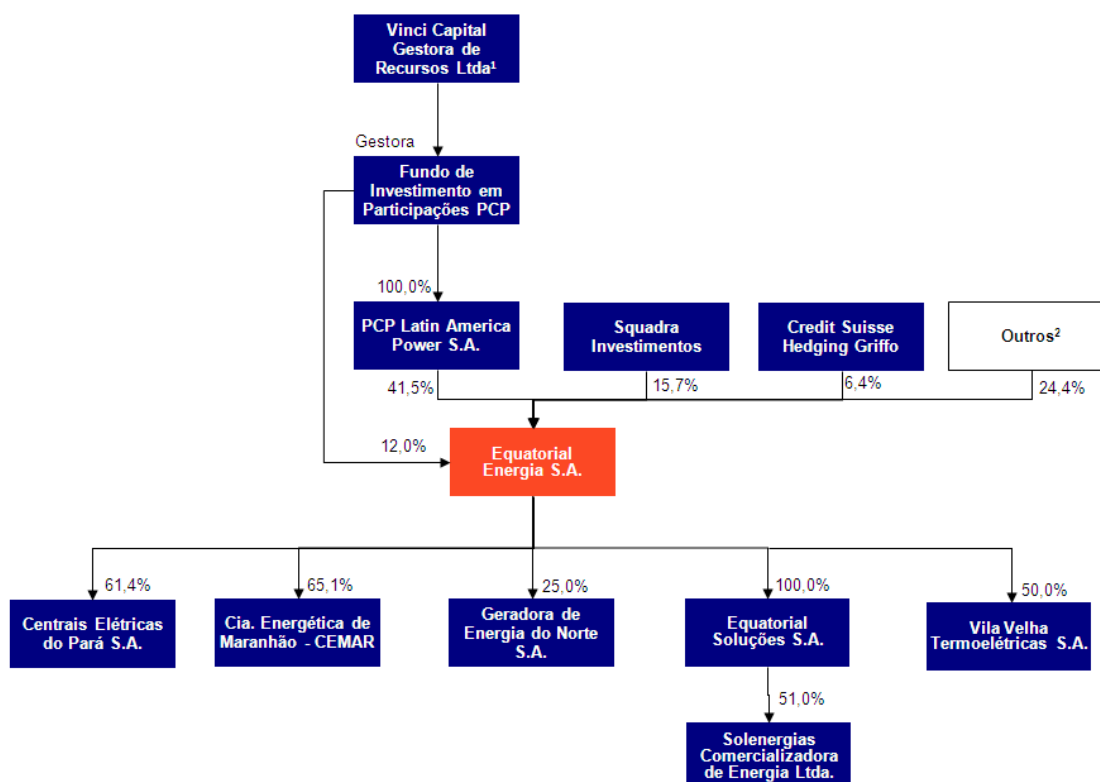 Vinci Capital
Gestora de
Recursos Ltda¹
Gestora
Fundo de
Investimento em
Participações PCP
100,0%
PCP Latin America
Power S.A.
Squadra
Investimentos
Credit Suisse
Hedging Griffo
Outros²
41,5%
15,7%
6,4%
24,4%
12,0%
Equatorial
Energia S.A.
61,4%
65,1%
25,0%
100,0%
50,0%
Centrais Elétricas
do Pará S.A.
Cia. Energética de
Maranhão - CEMAR
Geradora de
Energia do Norte
S.A.
Equatorial
Soluções S.A.
Vila Velha
Termoelétricas S.A.
51,0%
Solenergias
Comercializadora
de Energia Ltda.